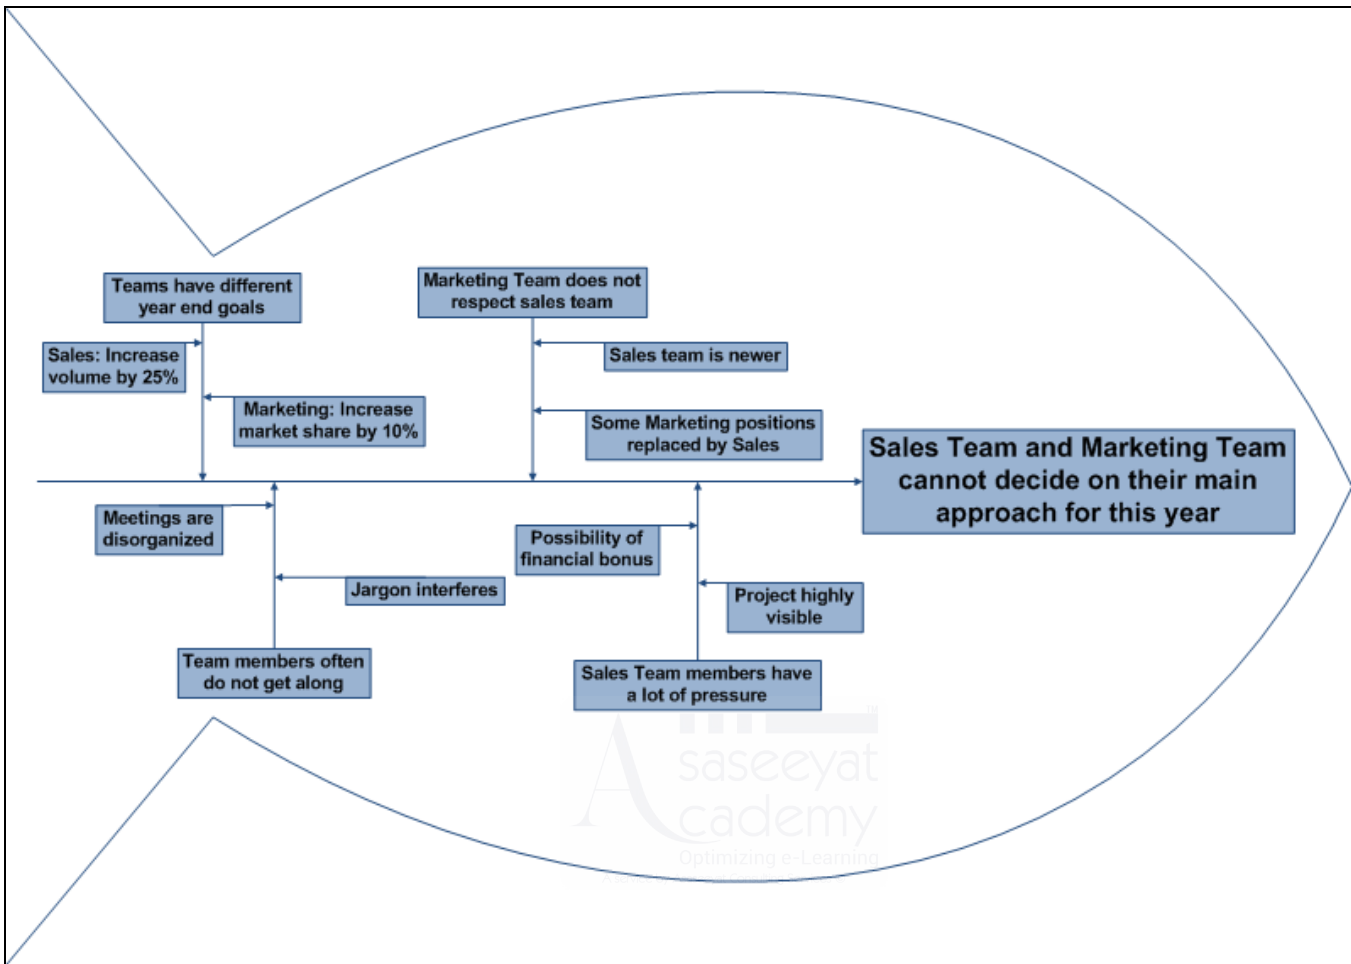 Teams have different
year end goals
Marketing Team does not
respect sales team
Sales: Increase
volume by 25%
Sales team is newer
Marketing: Increase
market share by 10%
Some Marketing positions
replaced by Sales
Sales Team and Marketing Team
cannot decide on their main
approach for this year
Meetings are
disorganized
Possibility of
financial bonus
Jargon interferes
Project highly
visible
Team members often
do not get along
Sales Team members have
a lot of pressure
TM
Asaseeyat
Academy
Optimizing e-Learning